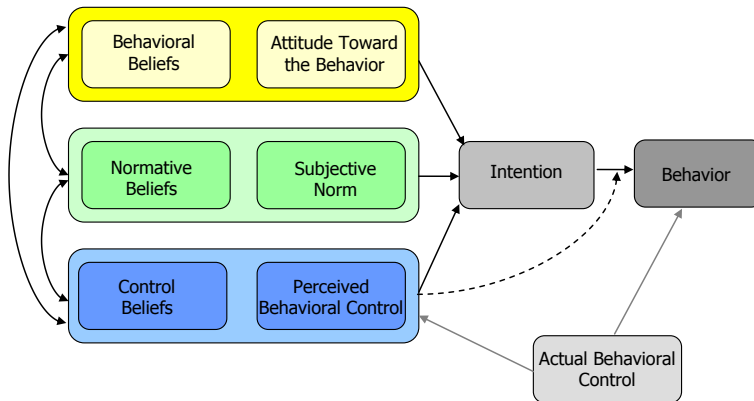 Behavioral
Beliefs
Attitude Toward
the Behavior
Normative
Beliefs
Subjective
Norm
Intention
Behavior
Control
Beliefs
Perceived
Behavioral Control
Actual Behavioral
Control